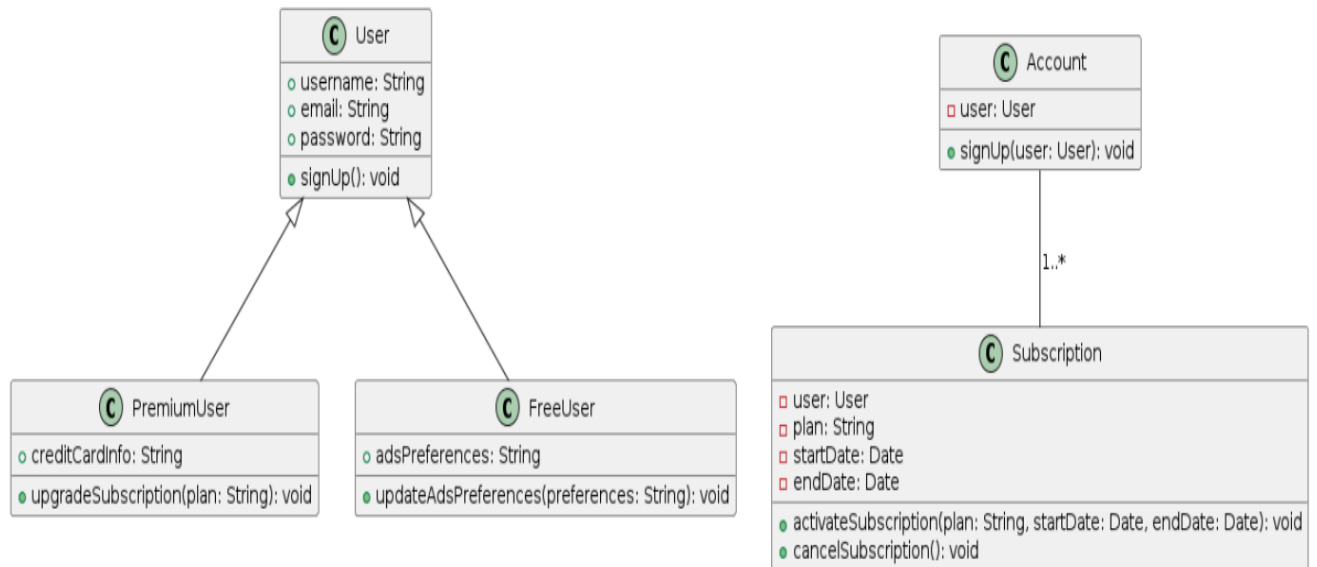 C User
username: String
email: String
password: String
signUp(): void
C Account
user: User
signUp(user: User): void
1..*
C PremiumUser
creditCardInfo: String
upgradeSubscription(plan: String): void
C FreeUser
adsPreferences: String
updateAdsPreferences(preferences: String): void
C Subscription
user: User
plan: String
startDate: Date
endDate: Date
activateSubscription(plan: String, startDate: Date, endDate: Date): void
cancelSubscription(): void